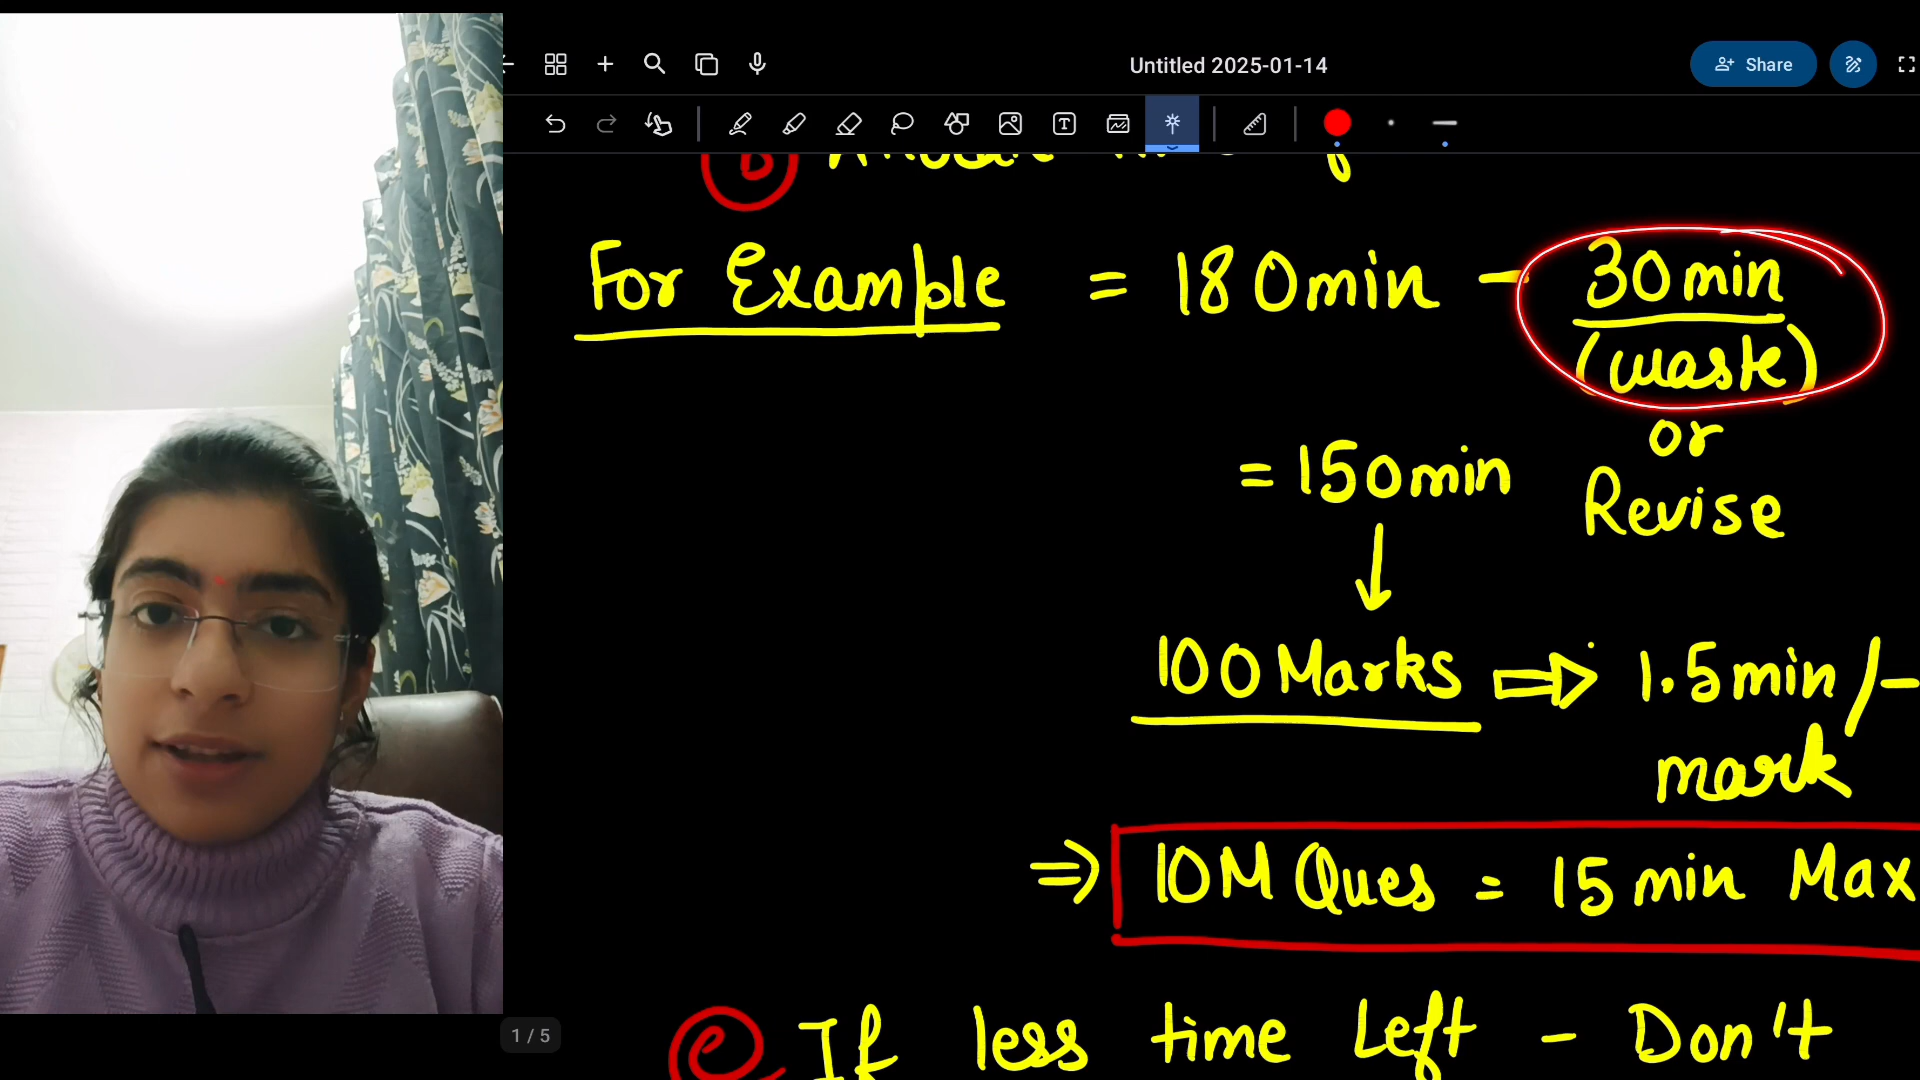 Untitled 2025-01-14
Share
B
For Example = 180min - 30min
(waste)
or
= 150min
Revise
100 Marks ⇒ 1.5min/-
mark
⇒ 10M Ques = 15 min Max
C If less time Left - Don't
1 / 5